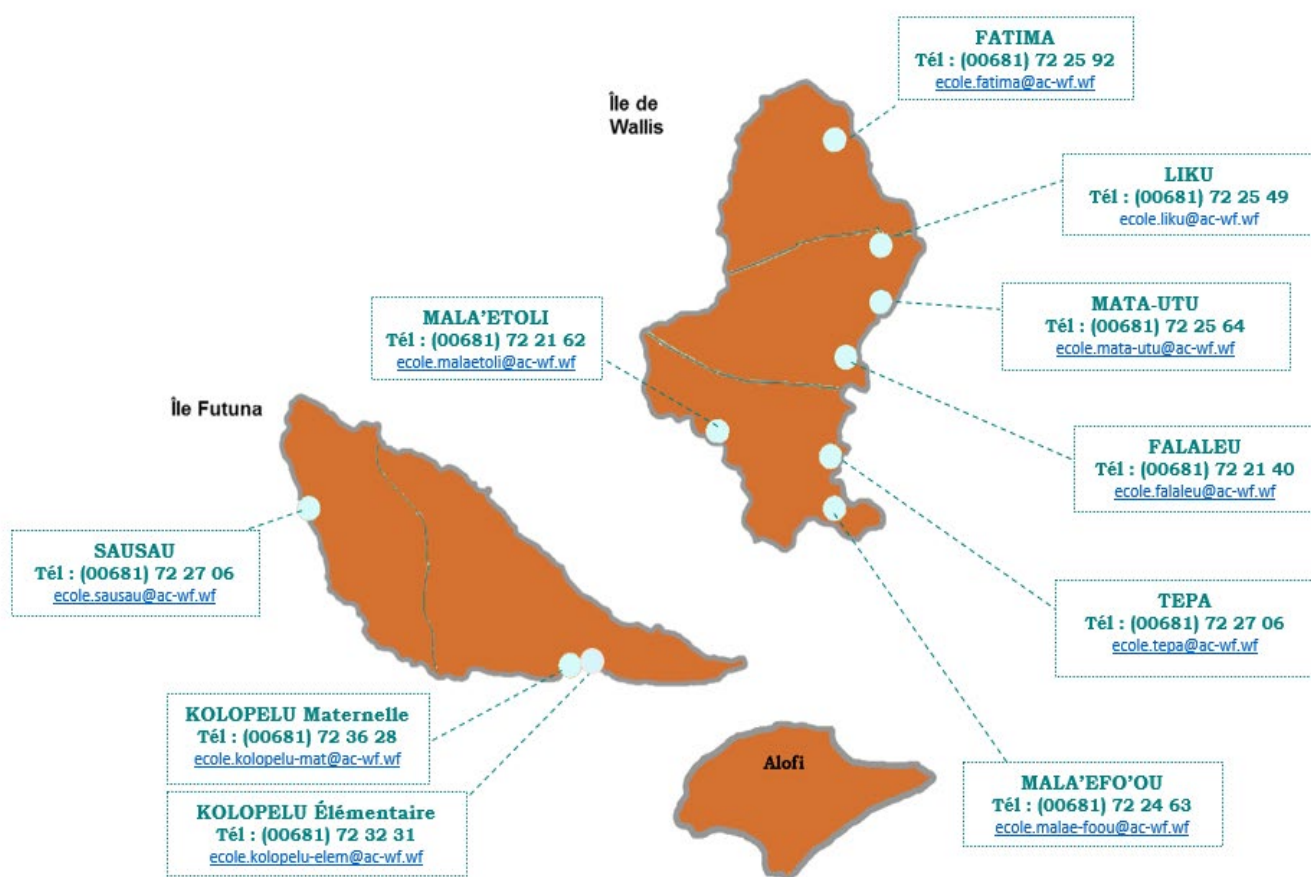 FATIMA
Tél : (00681) 72 25 92
ecole.fatima@ac-wf.wf
Île de
Wallis
LIKU
Tél : (00681) 72 25 49
ecole.liku@ac-wf.wf
MATA-UTU
Tél : (00681) 72 25 64
ecole.mata-utu@ac-wf.wf
MALA'ETOLI
Tél : (00681) 72 21 62
ecole.malaetoli@ac-wf.wf
Île Futuna
FALALEU
Tél : (00681) 72 21 40
ecole.falaleu@ac-wf.wf
SAUSAU
Tél : (00681) 72 27 06
ecole.sausau@ac-wf.wf
TEPA
Tél : (00681) 72 27 06
ecole.tepa@ac-wf.wf
KOLOPELU Maternelle
Tél : (00681) 72 36 28
ecole.kolopelu-mat@ac-wf.wf
Alofi
MALA'EFO'OU
Tél : (00681) 72 24 63
ecole.malae-foou@ac-wf.wf
KOLOPELU Élémentaire
Tél : (00681) 72 32 31
ecole.kolopelu-elem@ac-wf.wf